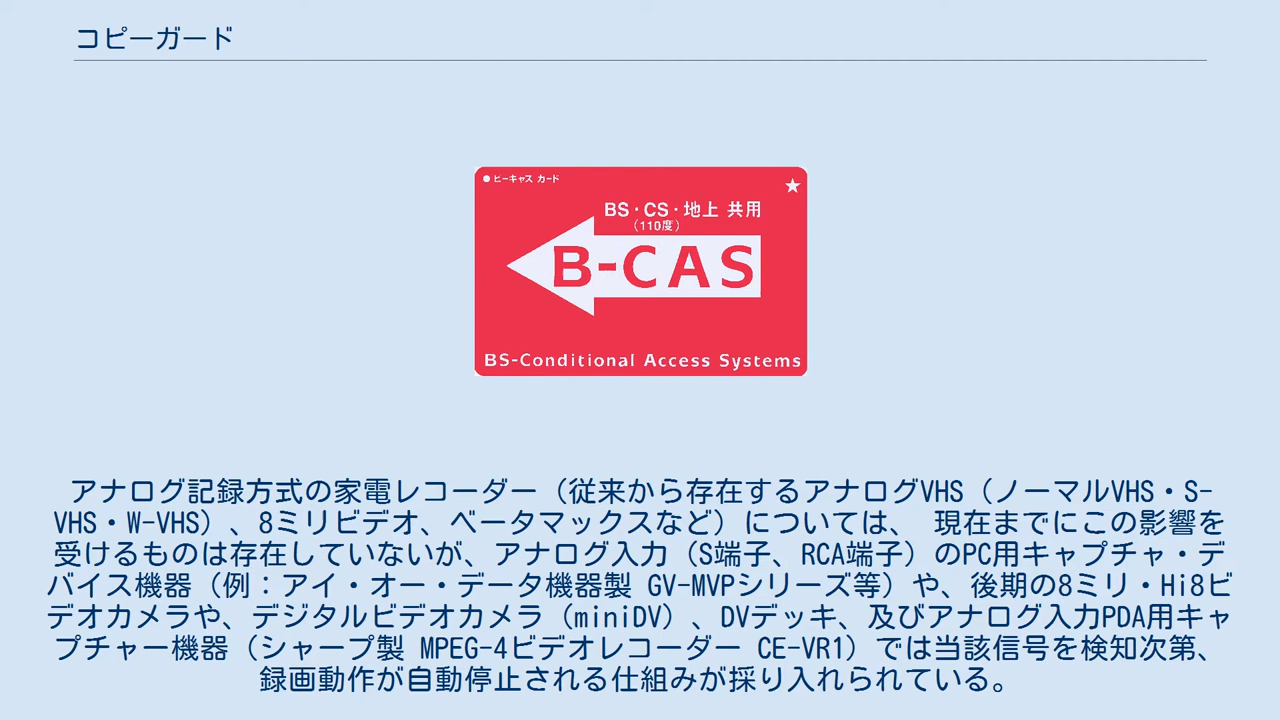 コピーガード
●ビーキャス カード
★
BS・CS・地上 共用
（110度）
B-CAS
BS-Conditional Access Systems
アナログ記録方式の家電レコーダー（従来から存在するアナログVHS（ノーマルVHS・S-
VHS・W-VHS）、8ミリビデオ、ベータマックスなど）については、 現在までにこの影響を
受けるものは存在していないが、アナログ入力（S端子、RCA端子）のPC用キャプチャ・デ
バイス機器（例：アイ・オー・データ機器製 GV-MVPシリーズ等）や、後期の8ミリ・Hi8ビ
デオカメラや、デジタルビデオカメラ（miniDV）、DVデッキ、及びアナログ入力PDA用キャ
プチャー機器（シャープ製 MPEG-4ビデオレコーダー CE-VR1）では当該信号を検知次第、
録画動作が自動停止される仕組みが採り入れられている。